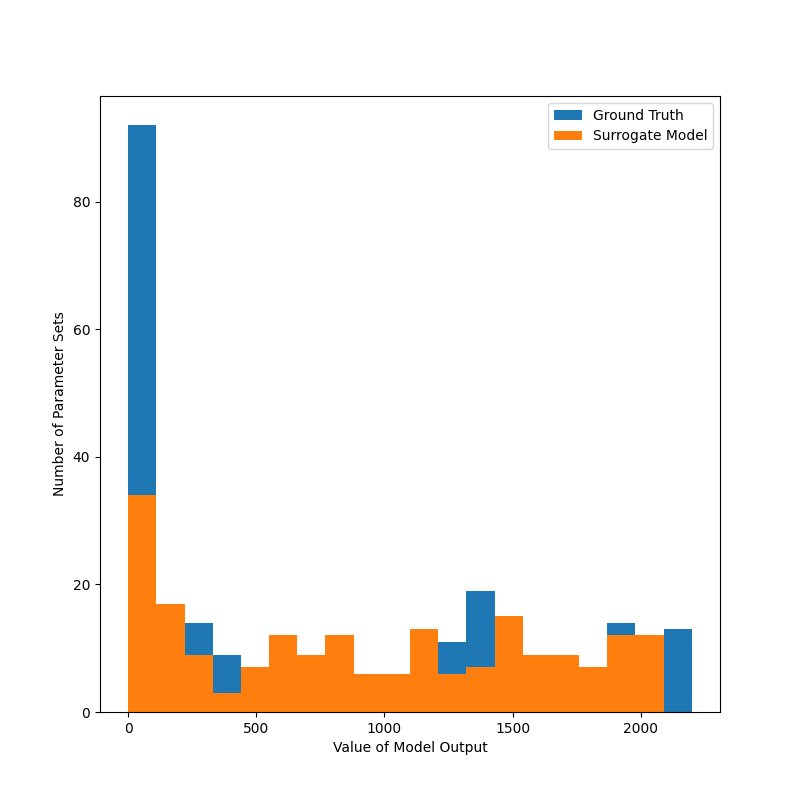 Ground Truth
Surrogate Model
80
60
40
20
0
0 500 1000 1500 2000
Number of Parameter Sets
Value of Model Output